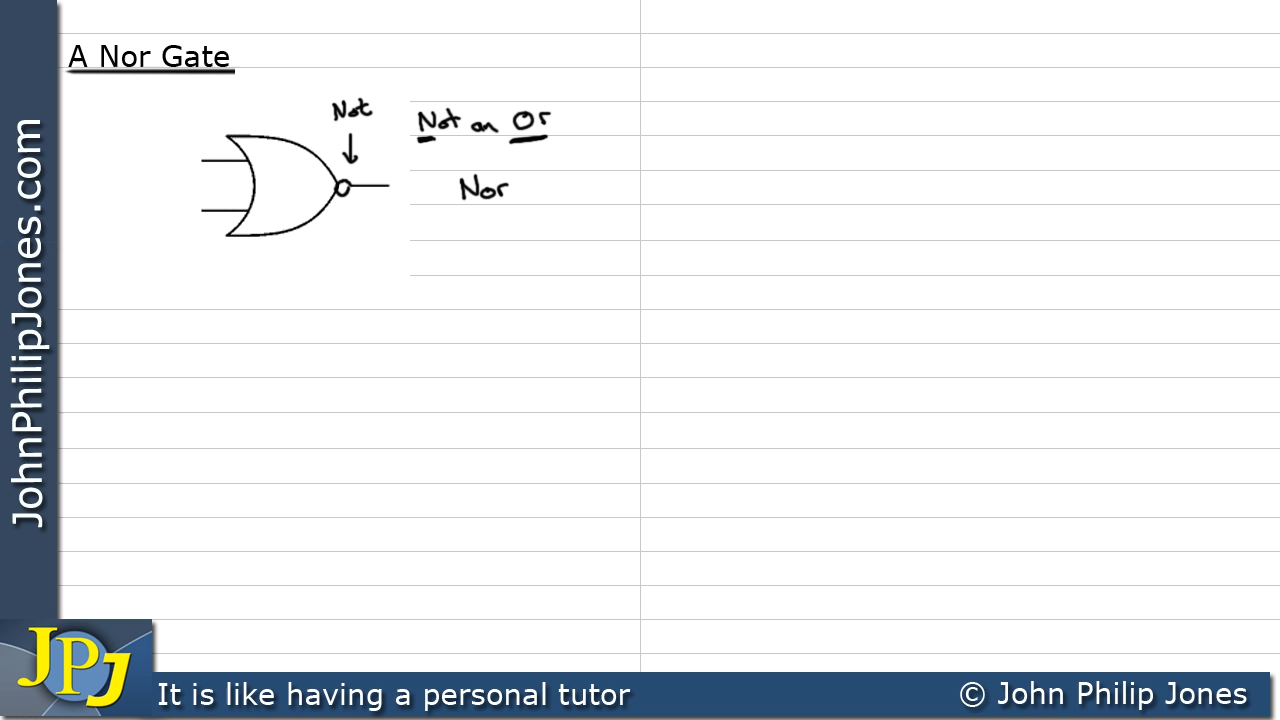 A Nor Gate
Not
Not an Or
Nor
JohnPhilipJones.com
JPJ
It is like having a personal tutor
© John Philip Jones